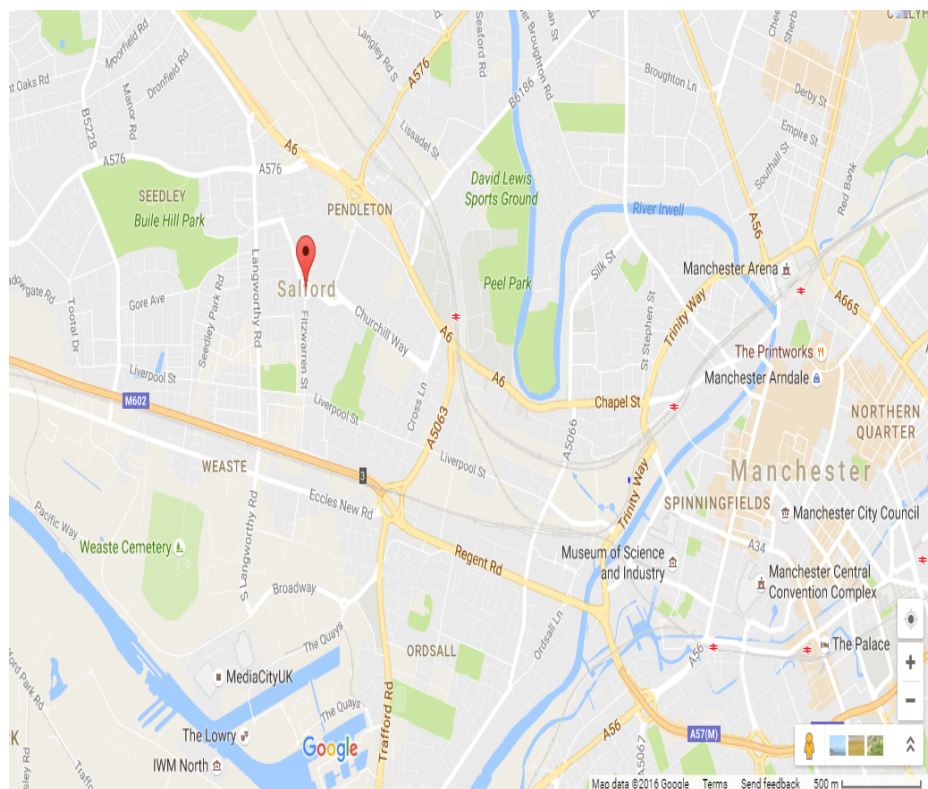 Moorfield Rd
Dronfield Rd
nt Oaks Rd
Manor Rd
B5228
Langley Rd S
A576
Seaford Rd
er Broughton Rd
an St
B6186
Broughton Ln
Derby St
Empire St
Southall St
Red Bank
Lissadel St
A6
A576
A576
SEEDLEY
Buile Hill Park
PENDLETON
David Lewis
Sports Ground
River Irwell
A56
Silk St
Manchester Arena
Peel Park
A665
Salford
Langworthy Rd
Seedley Park Rd
Gore Ave
Tootal Dr
Fitzwarren St
Churchill Way
A6
St Stephen St
Trinity Way
The Printworks
Manchester Arndale
Liverpool St
M602
Liverpool St
Cross Ln
A5063
A6
Chapel St
A5066
NORTHERN
QUARTER
3
Liverpool St
WEASTE
Manchester
Eccles New Rd
Trinity Way
SPINNINGFIELDS
Manchester City Council
Pacific Way
Weaste Cemetery
S Langworthy Rd
Regent Rd
Museum of Science
and Industry
A34
Manchester Central
Convention Complex
Broadway
The Quays
ORDSALL
Ordsall Ln
A56
The Palace
MediaCityUK
The Quays
Trafford Rd
The Lowry
IWM North
Google
A56
A5067
A57(M)
Map data ©2016 Google
Terms
Send feedback
500 m